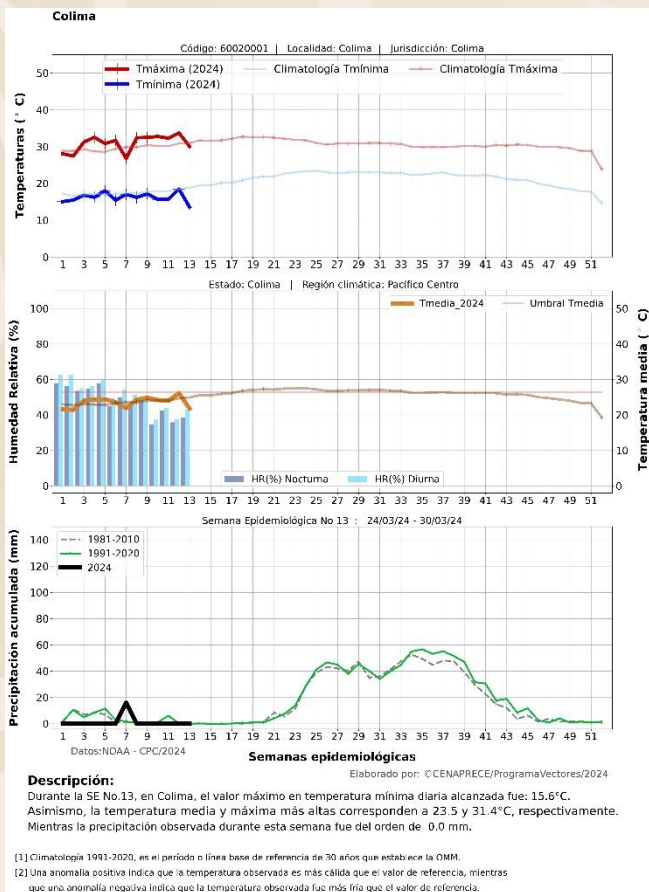 Colima
Código: 60020001 | Localidad: Colima | Jurisdicción: Colima
Tmáxima (2024)
Climatología Tmínima
Climatología Tmáxima
Tmínima (2024)
Temperaturas (° C)
50
40
30
20
10
0
1 3 5 7 9 11 13 15 17 19 21 23 25 27 29 31 33 35 37 39 41 43 45 47 49 51
Estado: Colima | Región climática: Pacífico Centro
Tmedia_2024
Umbral Tmedia
Humedad Relativa (%)
100
80
60
40
20
0
50
40
30
20
10
0
Temperatura media (° C)
HR(%) Nocturna
HR(%) Diurna
1 3 5 7 9 11 13 15 17 19 21 23 25 27 29 31 33 35 37 39 41 43 45 47 49 51
Semana Epidemiológica No 13 : 24/03/24 - 30/03/24
1981-2010
1991-2020
2024
Precipitación acumulada (mm)
140
120
100
80
60
40
20
0
1 3 5 7 9 11 13 15 17 19 21 23 25 27 29 31 33 35 37 39 41 43 45 47 49 51
Datos:NOAA - CPC/2024
Semanas epidemiológicas
Elaborado por: ©CENAPRECE/ProgramaVectores/2024
Descripción:
Durante la SE No.13, en Colima, el valor máximo en temperatura mínima diaria alcanzada fue: 15.6°C.
Asimismo, la temperatura media y máxima más altas corresponden a 23.5 y 31.4°C, respectivamente.
Mientras la precipitación observada durante esta semana fue del orden de 0.0 mm.
[1] Climatología 1991-2020, es el período o línea base de referencia de 30 años que establece la OMM.
[2] Una anomalía positiva indica que la temperatura observada es más cálida que el valor de referencia, mientras
que una anomalía negativa indica que la temperatura observada fue más fría que el valor de referencia.